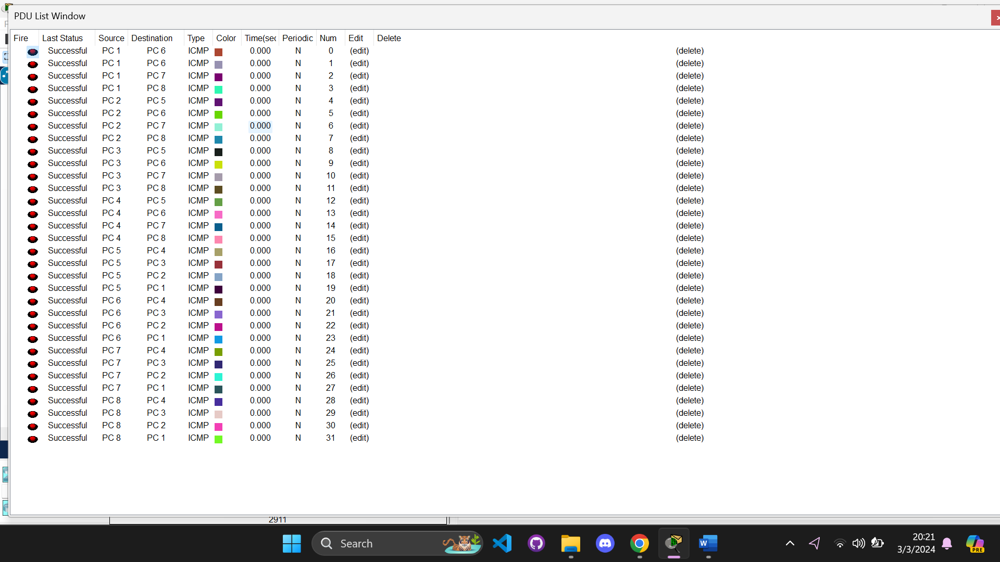 PDU List Window
Fire Last Status Source Destination Type Color Time(sec Periodic Num Edit Delete
Successful PC 1 PC 6 ICMP 0.000 N 0 (edit) (delete)
Successful PC 1 PC 6 ICMP 0.000 N 1 (edit) (delete)
Successful PC 1 PC 7 ICMP 0.000 N 2 (edit) (delete)
Successful PC 1 PC 8 ICMP 0.000 N 3 (edit) (delete)
Successful PC 2 PC 5 ICMP 0.000 N 4 (edit) (delete)
Successful PC 2 PC 6 ICMP 0.000 N 5 (edit) (delete)
Successful PC 2 PC 7 ICMP 0.000 N 6 (edit) (delete)
Successful PC 2 PC 8 ICMP 0.000 N 7 (edit) (delete)
Successful PC 3 PC 5 ICMP 0.000 N 8 (edit) (delete)
Successful PC 3 PC 6 ICMP 0.000 N 9 (edit) (delete)
Successful PC 3 PC 7 ICMP 0.000 N 10 (edit) (delete)
Successful PC 3 PC 8 ICMP 0.000 N 11 (edit) (delete)
Successful PC 4 PC 5 ICMP 0.000 N 12 (edit) (delete)
Successful PC 4 PC 6 ICMP 0.000 N 13 (edit) (delete)
Successful PC 4 PC 7 ICMP 0.000 N 14 (edit) (delete)
Successful PC 4 PC 8 ICMP 0.000 N 15 (edit) (delete)
Successful PC 5 PC 4 ICMP 0.000 N 16 (edit) (delete)
Successful PC 5 PC 3 ICMP 0.000 N 17 (edit) (delete)
Successful PC 5 PC 2 ICMP 0.000 N 18 (edit) (delete)
Successful PC 5 PC 1 ICMP 0.000 N 19 (edit) (delete)
Successful PC 6 PC 4 ICMP 0.000 N 20 (edit) (delete)
Successful PC 6 PC 3 ICMP 0.000 N 21 (edit) (delete)
Successful PC 6 PC 2 ICMP 0.000 N 22 (edit) (delete)
Successful PC 6 PC 1 ICMP 0.000 N 23 (edit) (delete)
Successful PC 7 PC 4 ICMP 0.000 N 24 (edit) (delete)
Successful PC 7 PC 3 ICMP 0.000 N 25 (edit) (delete)
Successful PC 7 PC 2 ICMP 0.000 N 26 (edit) (delete)
Successful PC 7 PC 1 ICMP 0.000 N 27 (edit) (delete)
Successful PC 8 PC 4 ICMP 0.000 N 28 (edit) (delete)
Successful PC 8 PC 3 ICMP 0.000 N 29 (edit) (delete)
Successful PC 8 PC 2 ICMP 0.000 N 30 (edit) (delete)
Successful PC 8 PC 1 ICMP 0.000 N 31 (edit) (delete)
2911
Search
W
20:21
3/3/2024
PRE